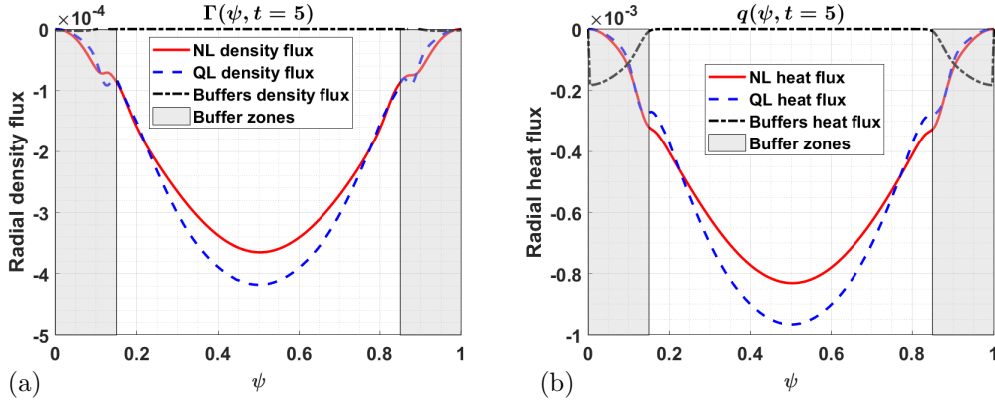 ×10⁻⁴
Γ(ψ, t = 5)
NL density flux
QL density flux
Buffers density flux
Buffer zones
Radial density flux
0
-1
-2
-3
-4
-5
0 0.2 0.4 0.6 0.8 1
ψ
(a)
×10⁻³
q(ψ, t = 5)
NL heat flux
QL heat flux
Buffers heat flux
Buffer zones
Radial heat flux
0
-0.2
-0.4
-0.6
-0.8
-1
0 0.2 0.4 0.6 0.8 1
ψ
(b)